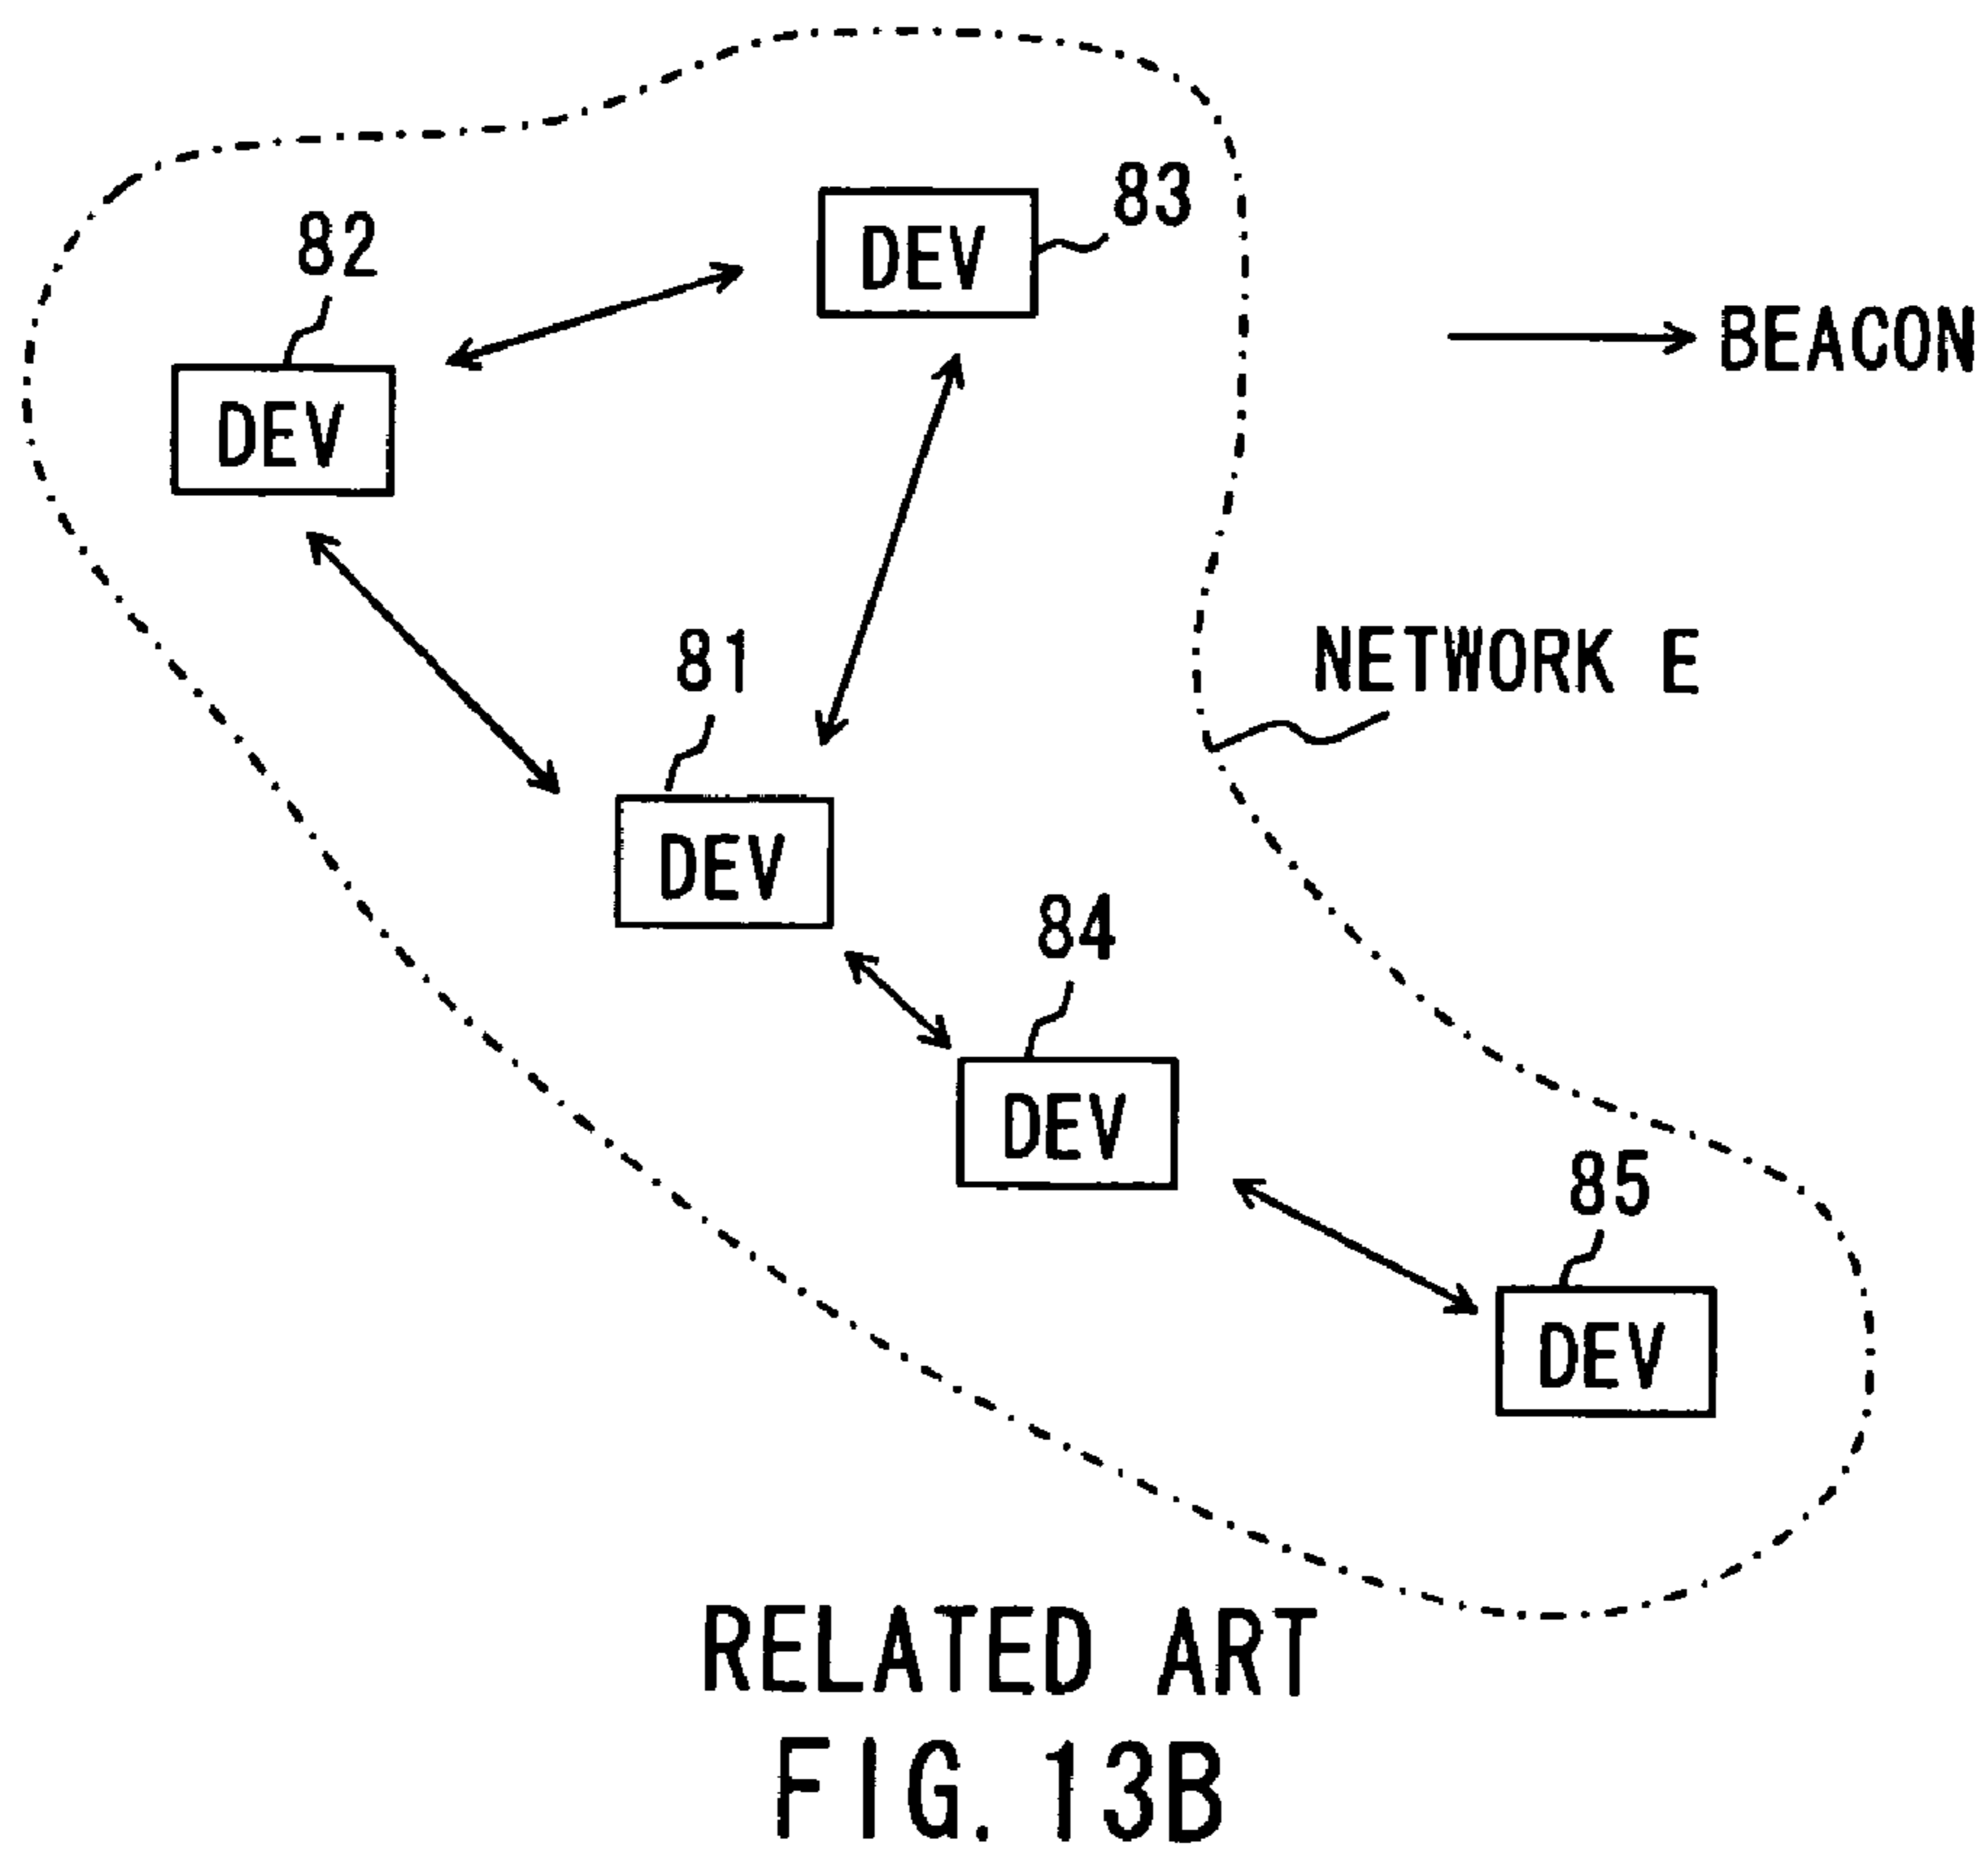 83
DEV
82
DEV
BEACON
NETWORK E
81
DEV
84
DEV
85
DEV
RELATED ART
FIG. 13B